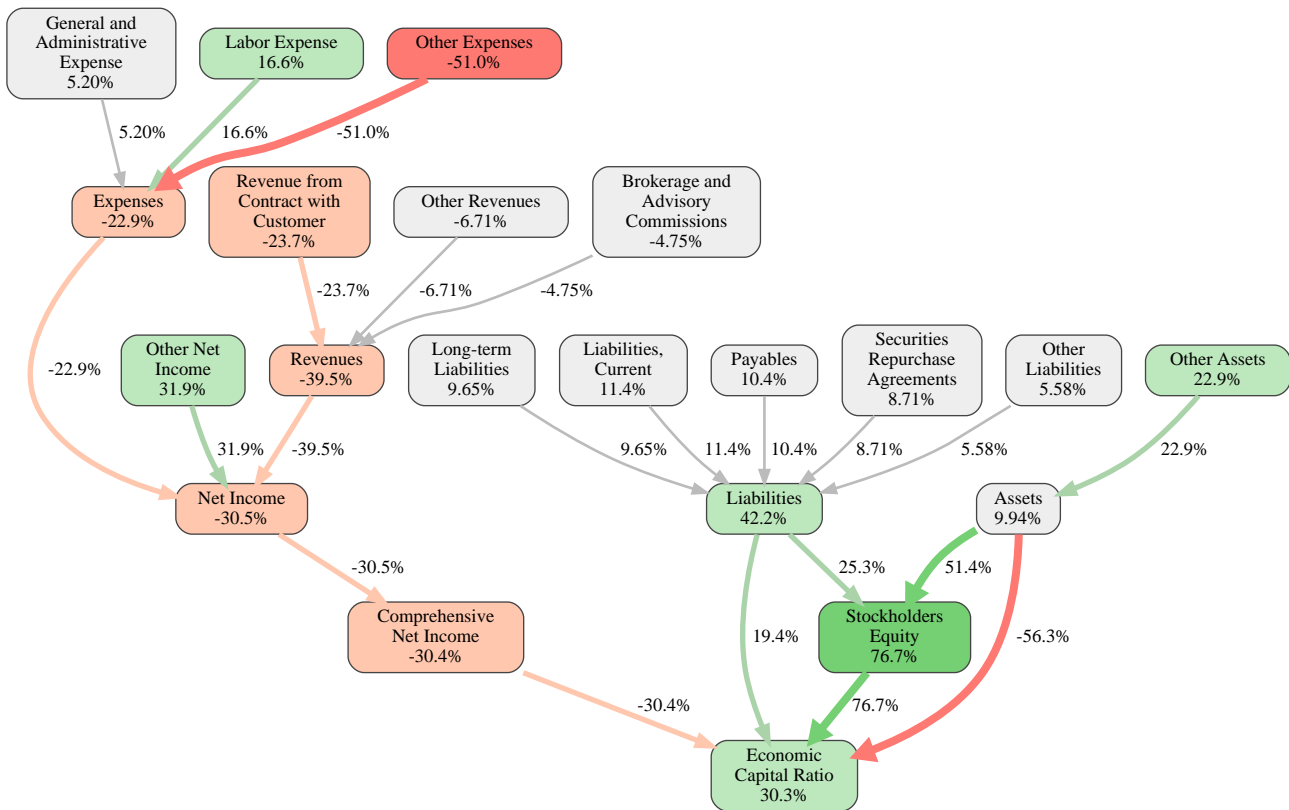 General and
Administrative
Expense
5.20%
Labor Expense
16.6%
Other Expenses
-51.0%
5.20%
16.6%
-51.0%
Expenses
-22.9%
Revenue from
Contract with
Customer
-23.7%
Other Revenues
-6.71%
Brokerage and
Advisory
Commissions
-4.75%
-23.7%
-6.71%
-4.75%
-22.9%
Other Net
Income
31.9%
Revenues
-39.5%
Long-term
Liabilities
9.65%
Liabilities,
Current
11.4%
Payables
10.4%
Securities
Repurchase
Agreements
8.71%
Other
Liabilities
5.58%
Other Assets
22.9%
31.9%
-39.5%
9.65%
11.4%
10.4%
8.71%
5.58%
22.9%
Net Income
-30.5%
Liabilities
42.2%
Assets
9.94%
-30.5%
25.3%
51.4%
Comprehensive
Net Income
-30.4%
19.4%
Stockholders
Equity
76.7%
-56.3%
-30.4%
76.7%
Economic
Capital Ratio
30.3%